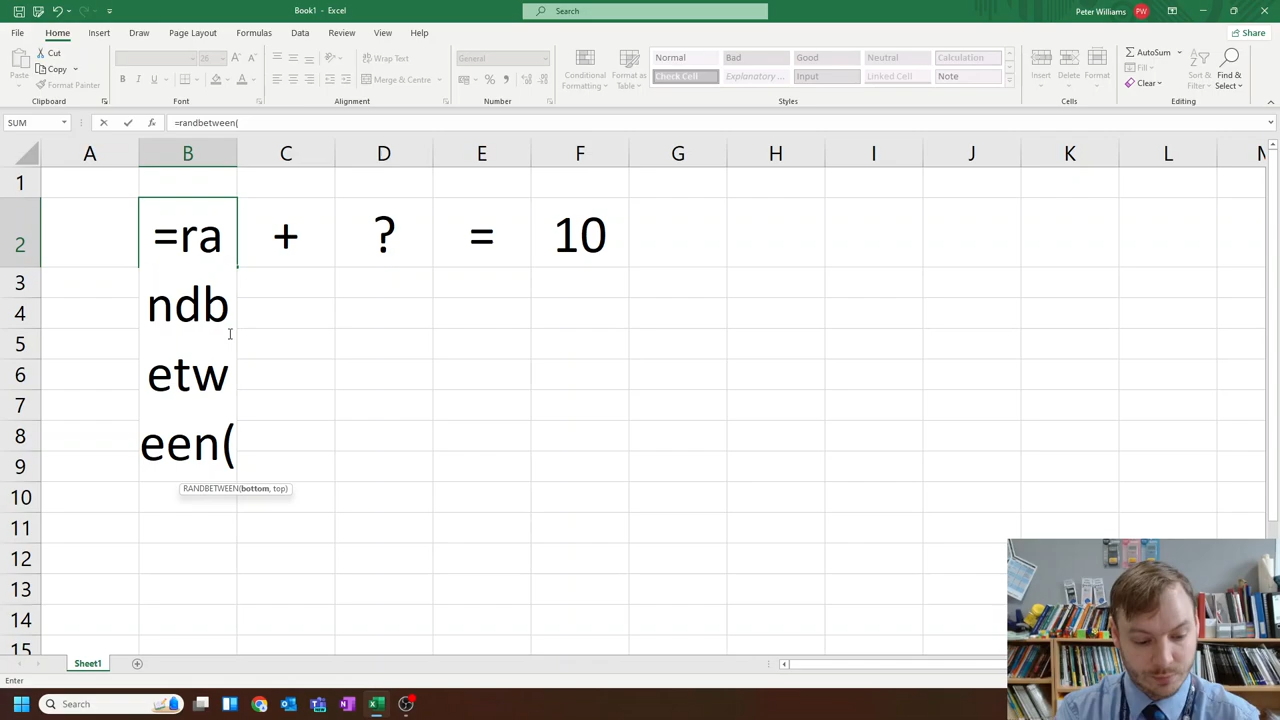 Book1 - Excel
Search
Peter Williams PW
File Home Insert Draw Page Layout Formulas Data Review View Help
Share
Paste
Cut
Copy
Format Painter
Clipboard
26
B I U
Font
Wrap Text
Merge & Centre
Alignment
General
Number
Conditional Formatting
Format as Table
Normal Bad Good Neutral Calculation
Check Cell Explanatory ... Input Linked Cell Note
Styles
Insert Delete Format
Cells
AutoSum
Fill
Clear
Sort & Filter
Find & Select
Editing
SUM
=randbetween(
A B C D E F G H I J K L M
1
2 =ra + ? = 10
3
4 ndb
5
6 etw
7
8 een(
9
RANDBETWEEN(bottom, top)
10
11
12
13
14
15
Sheet1
Enter
Search